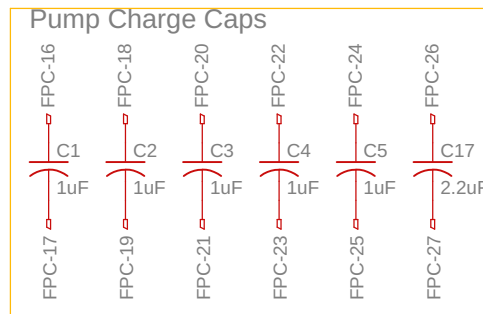 Pump Charge Caps
FPC-16 FPC-18 FPC-20 FPC-22 FPC-24 FPC-26
C1 C2 C3 C4 C5 C17
1uF 1uF 1uF 1uF 1uF 2.2uF
FPC-17 FPC-19 FPC-21 FPC-23 FPC-25 FPC-27